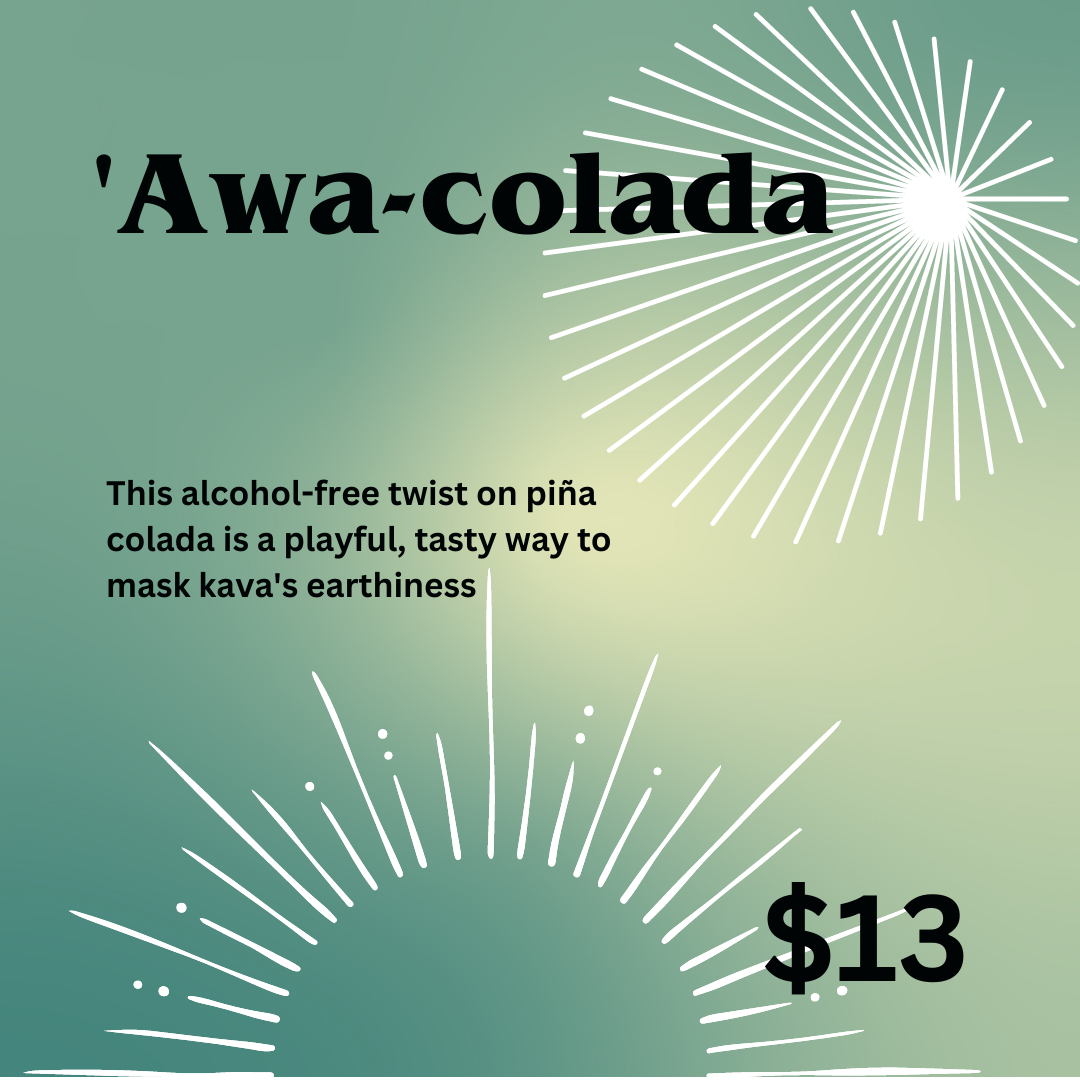 'Awa-colada
This alcohol-free twist on piña
colada is a playful, tasty way to
mask kava's earthiness
$13